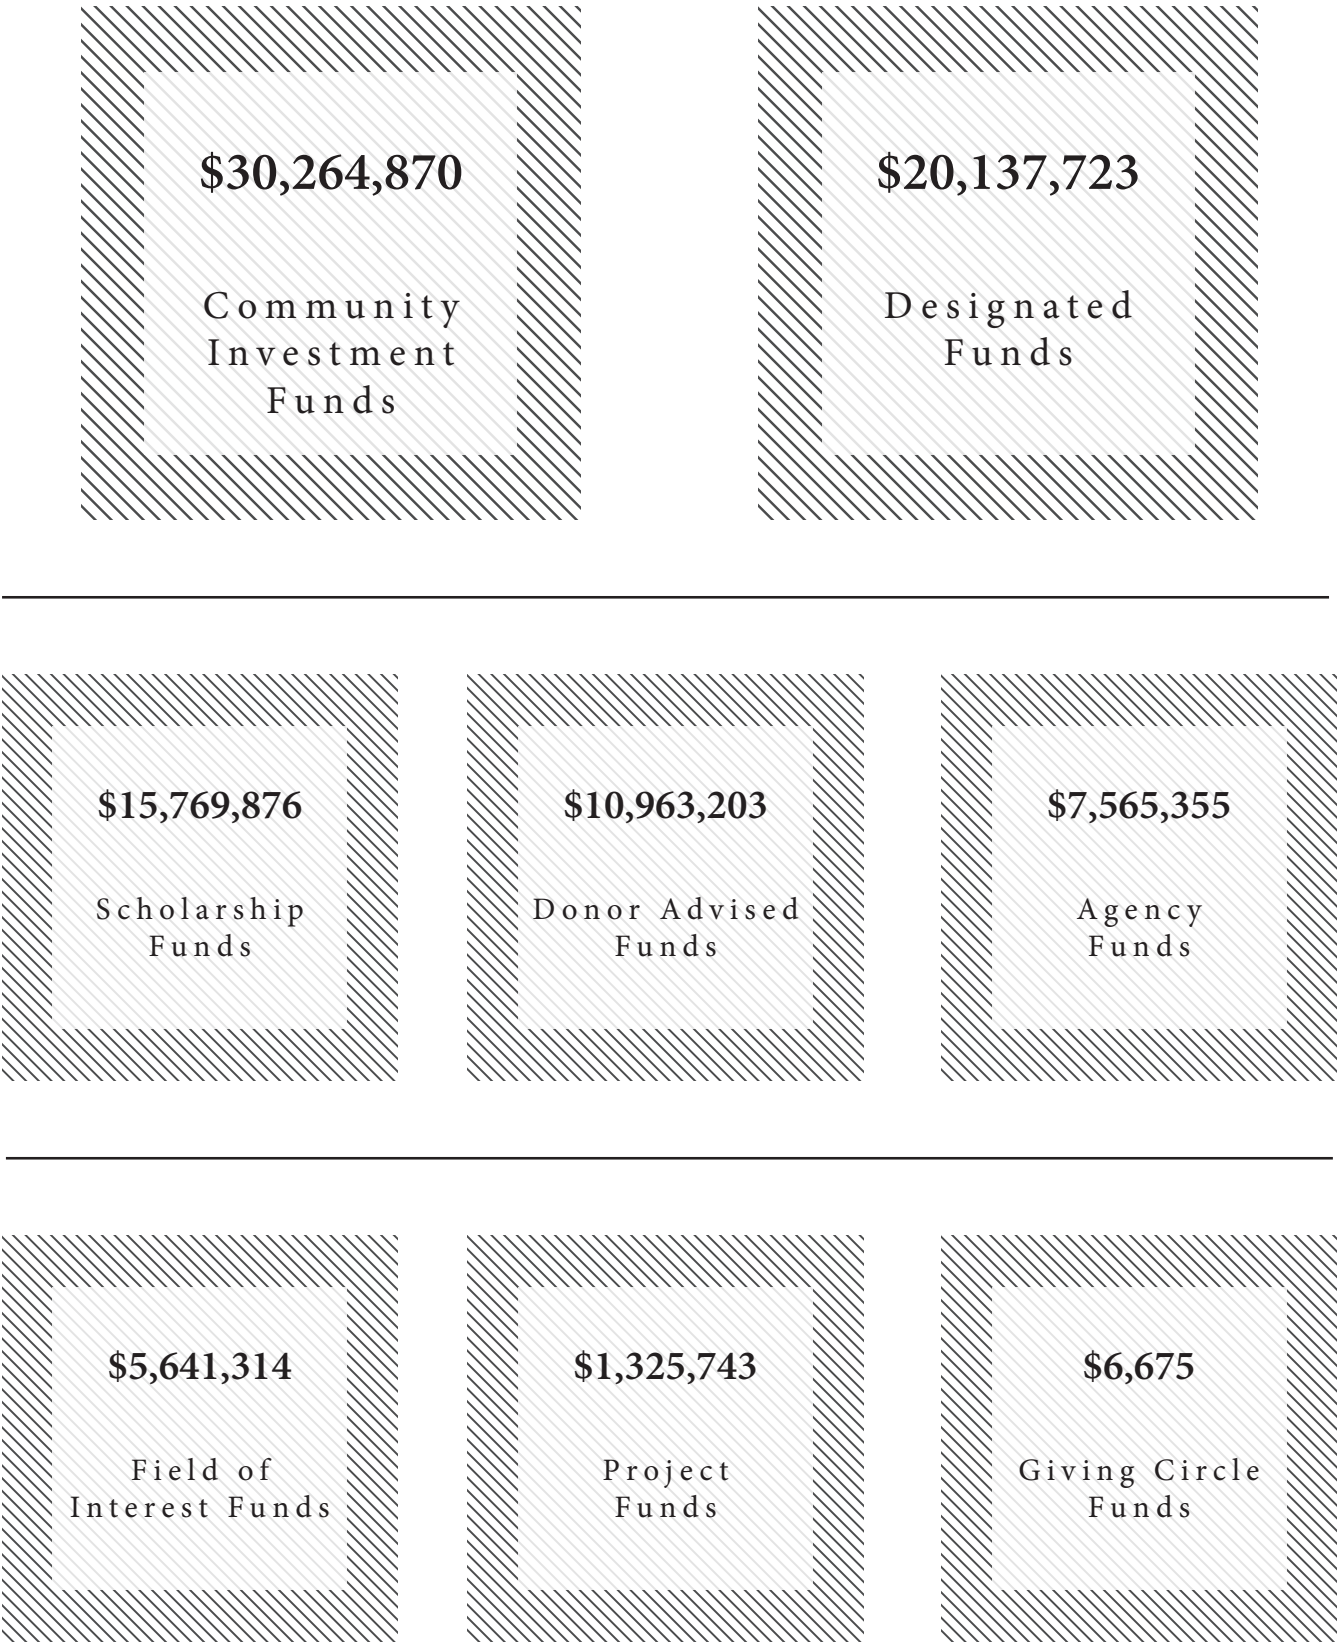 $30,264,870
Community
Investment
Funds
$20,137,723
Designated
Funds
$15,769,876
Scholarship
Funds
$10,963,203
Donor Advised
Funds
$7,565,355
Agency
Funds
$5,641,314
Field of
Interest Funds
$1,325,743
Project
Funds
$6,675
Giving Circle
Funds